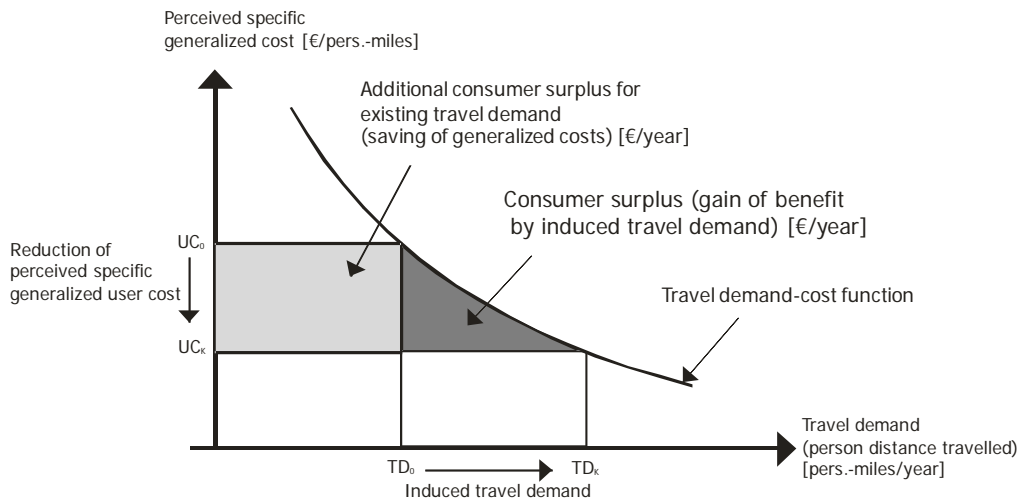 Perceived specific
generalized cost [€/pers.-miles]
Additional consumer surplus for
existing travel demand
(saving of generalized costs) [€/year]
Consumer surplus (gain of benefit
by induced travel demand) [€/year]
Reduction of
perceived specific
generalized user cost
UC₀
UCₖ
Travel demand-cost function
Travel demand
(person distance travelled)
[pers.-miles/year]
TD₀
TDₖ
Induced travel demand